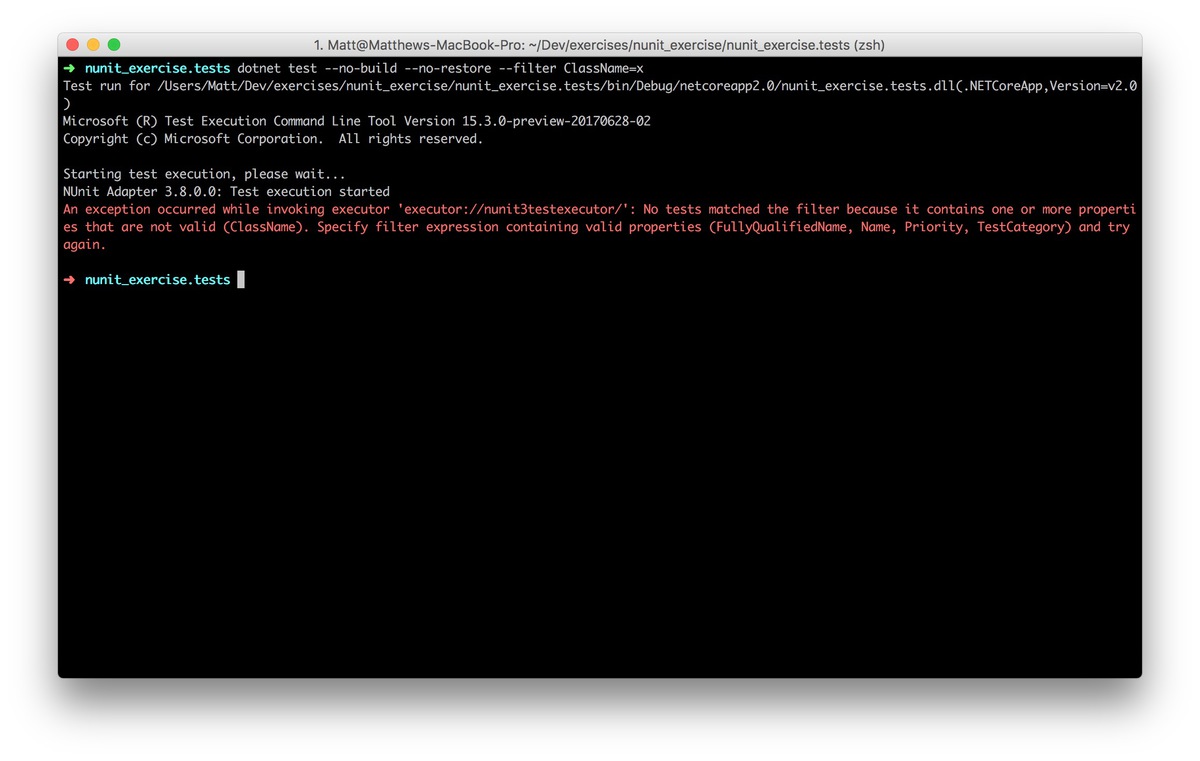 1. Matt@Matthews-MacBook-Pro: ~/Dev/exercises/nunit_exercise/nunit_exercise.tests (zsh)
➜ nunit_exercise.tests dotnet test --no-build --no-restore --filter ClassName=x
Test run for /Users/Matt/Dev/exercises/nunit_exercise/nunit_exercise.tests/bin/Debug/netcoreapp2.0/nunit_exercise.tests.dll(.NETCoreApp,Version=v2.0
)
Microsoft (R) Test Execution Command Line Tool Version 15.3.0-preview-20170628-02
Copyright (c) Microsoft Corporation.  All rights reserved.
Starting test execution, please wait...
NUnit Adapter 3.8.0.0: Test execution started
An exception occurred while invoking executor 'executor://nunit3testexecutor/': No tests matched the filter because it contains one or more properti
es that are not valid (ClassName). Specify filter expression containing valid properties (FullyQualifiedName, Name, Priority, TestCategory) and try
again.
➜ nunit_exercise.tests